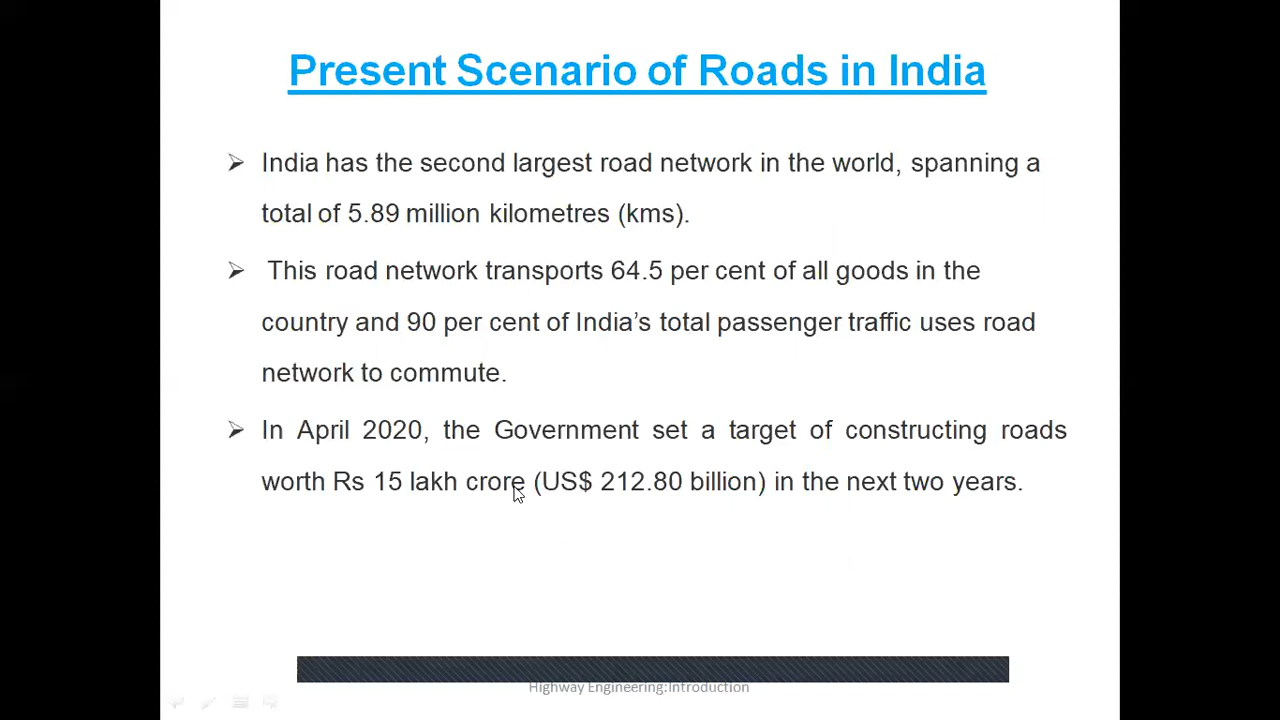 Present Scenario of Roads in India
India has the second largest road network in the world, spanning a
total of 5.89 million kilometres (kms).
This road network transports 64.5 per cent of all goods in the
country and 90 per cent of India’s total passenger traffic uses road
network to commute.
In April 2020, the Government set a target of constructing roads
worth Rs 15 lakh crore (US$ 212.80 billion) in the next two years.
Highway Engineering:Introduction